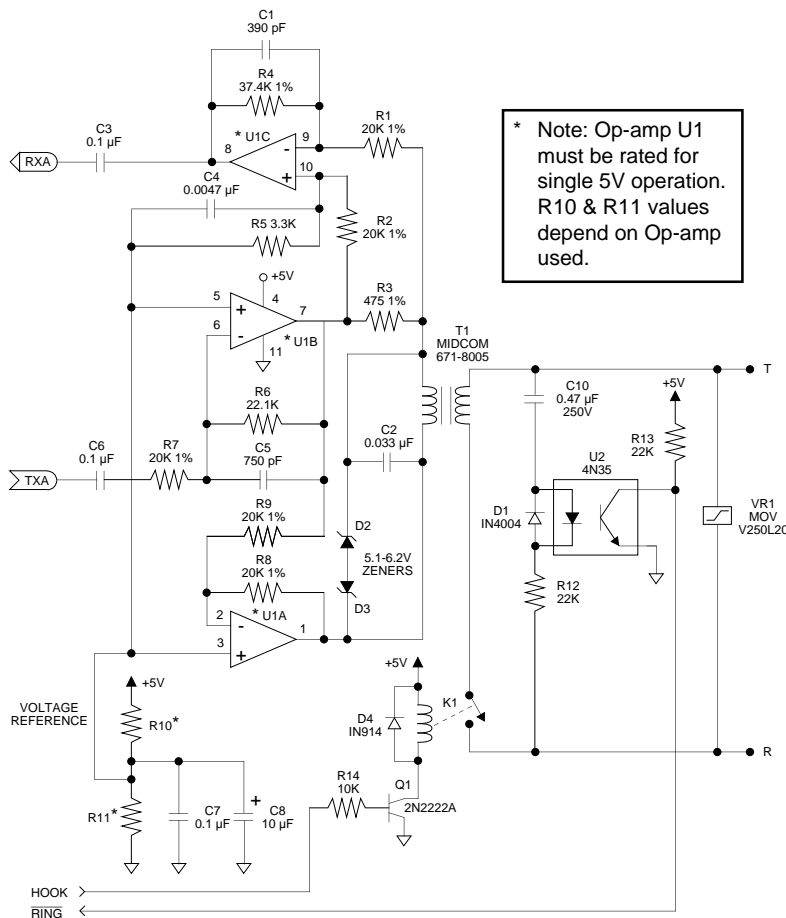 C1
390 pF
R4
37.4K 1%
R1
20K 1%
* U1C
9
8
-
10
+
C3
0.1 µF
RXA
C4
0.0047 µF
R5 3.3K
R2
20K 1%
* Note: Op-amp U1
must be rated for
single 5V operation.
R10 & R11 values
depend on Op-amp
used.
+5V
4
5
+
7
6
-
* U1B
11
R3
475 1%
T1
MIDCOM
671-8005
R6
22.1K
C2
0.033 µF
C10
0.47 µF
250V
+5V
T
R13
22K
U2
4N35
C6
0.1 µF
R7
20K 1%
C5
750 pF
TXA
D1
IN4004
VR1
MOV
V250L20
R9
20K 1%
D2
5.1-6.2V
ZENERS
R8
20K 1%
D3
R12
22K
* U1A
2
-
1
3
+
+5V
VOLTAGE
REFERENCE
R10*
+5V
K1
D4
IN914
R
R14
10K
Q1
2N2222A
R11*
C7
0.1 µF
+
C8
10 µF
HOOK
RING